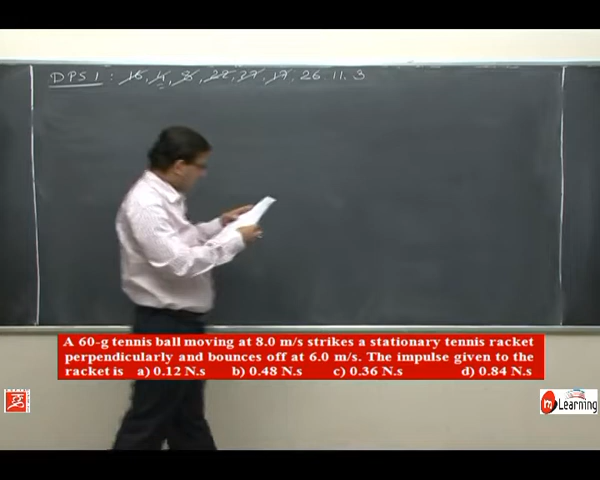 DPS 1 : 15, 4, 8, 22, 37, 17, 26. 11. 3
A 60-g tennis ball moving at 8.0 m/s strikes a stationary tennis racket
perpendicularly and bounces off at 6.0 m/s. The impulse given to the
racket is a) 0.12 N.s b) 0.48 N.s c) 0.36 N.s d) 0.84 N.s
m Learning